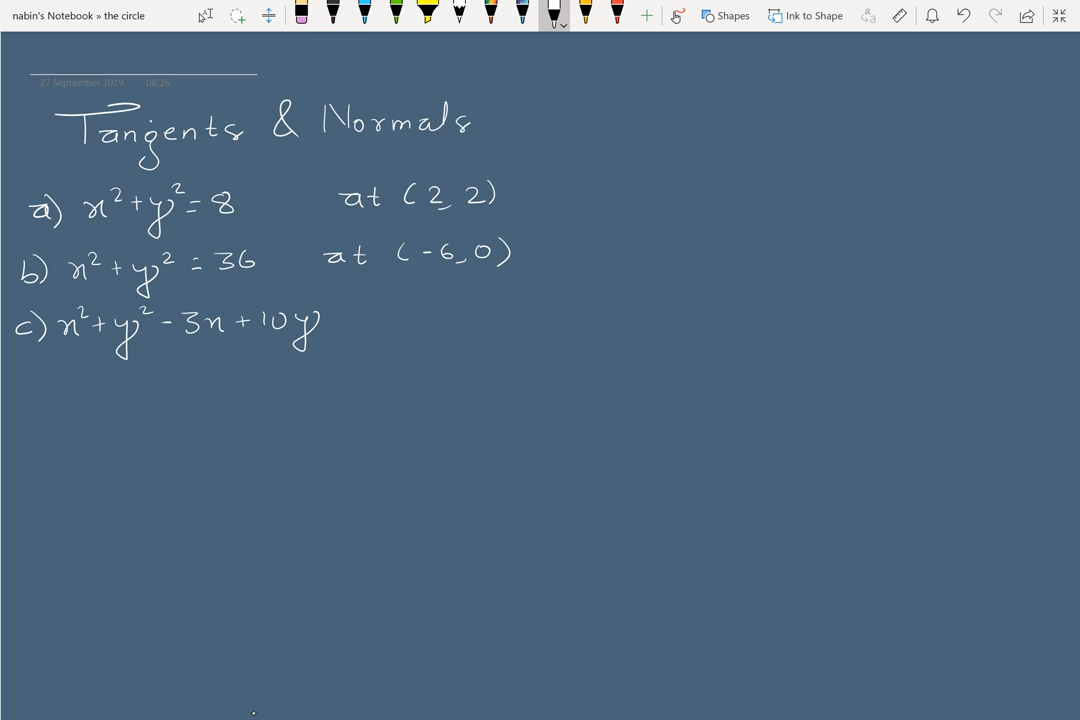 nabin's Notebook » the circle
Shapes
Ink to Shape
27 September 2019 08:26
Tangents & Normals
a) x² + y² = 8 at (2, 2)
b) x² + y² = 36 at (-6, 0)
c) x² + y² - 3x + 10y